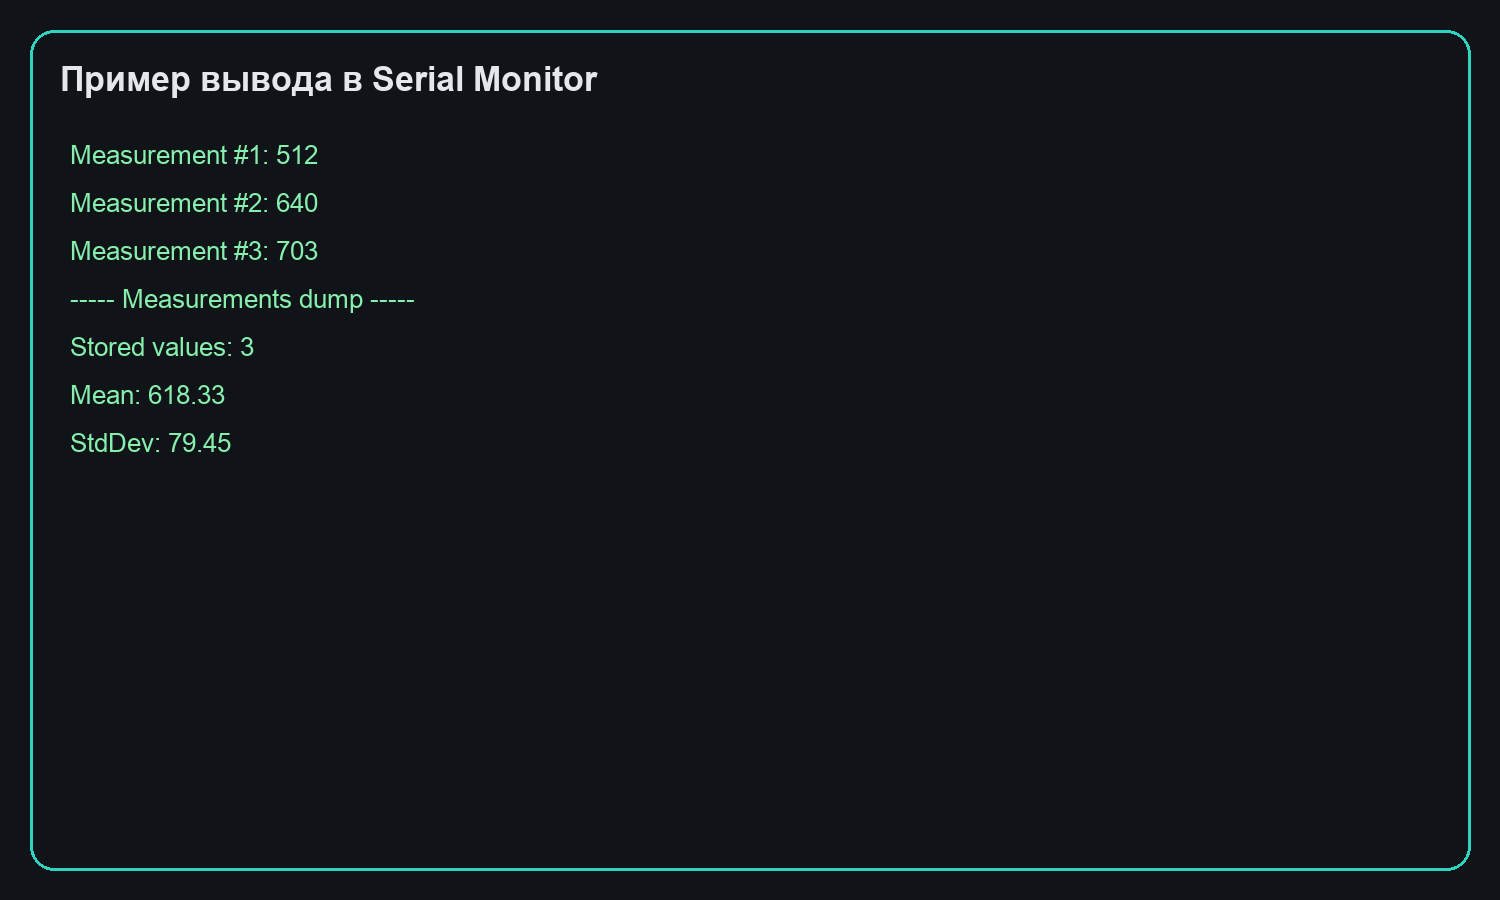 Пример вывода в Serial Monitor
Measurement #1: 512
Measurement #2: 640
Measurement #3: 703
----- Measurements dump -----
Stored values: 3
Mean: 618.33
StdDev: 79.45